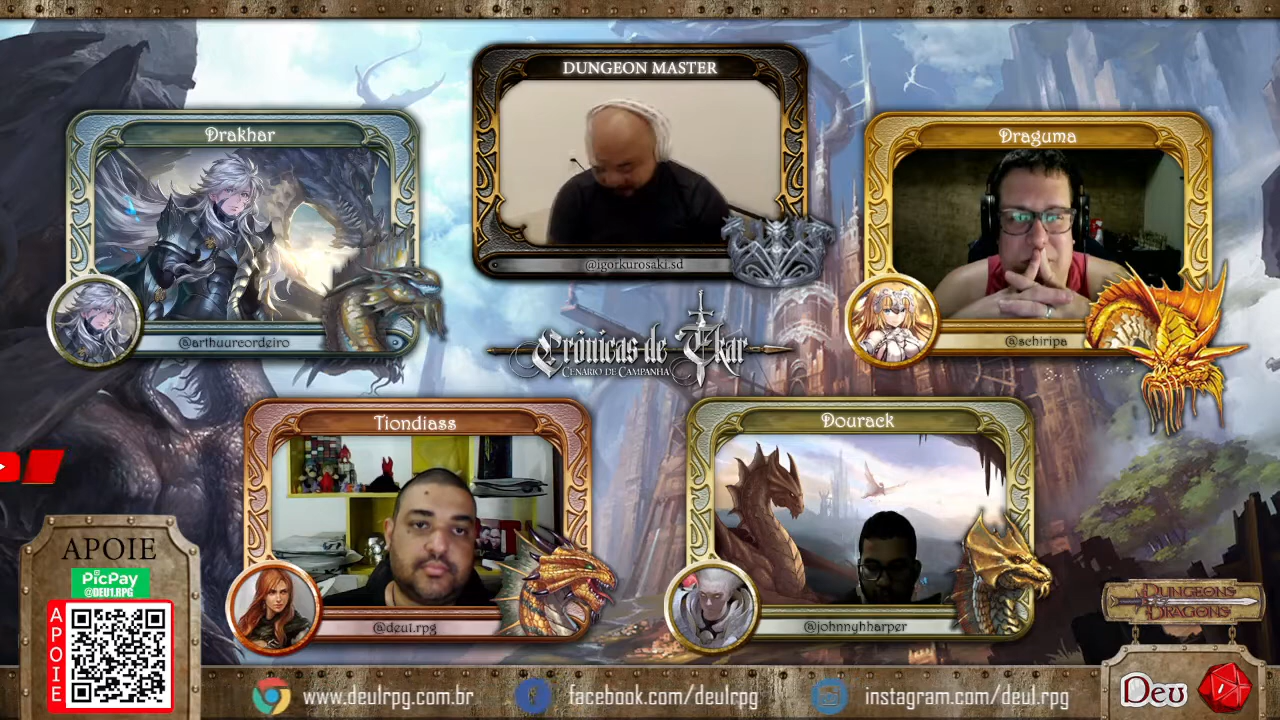 DUNGEON MASTER
Drakhar
Draguma
@igorkurosaki.sd
@arthuurcordeiro
@schiripa
Crônicas de Ekar
CENÁRIO DE CAMPANHA
Tiondiass
Dourack
APOIE
PicPay
@DEU1.RPG
APOIE
@deu1.rpg
@johnnyhharper
DUNGEONS
DRAGONS
www.deu1rpg.com.br
facebook.com/deu1rpg
instagram.com/deu1.rpg
Deu